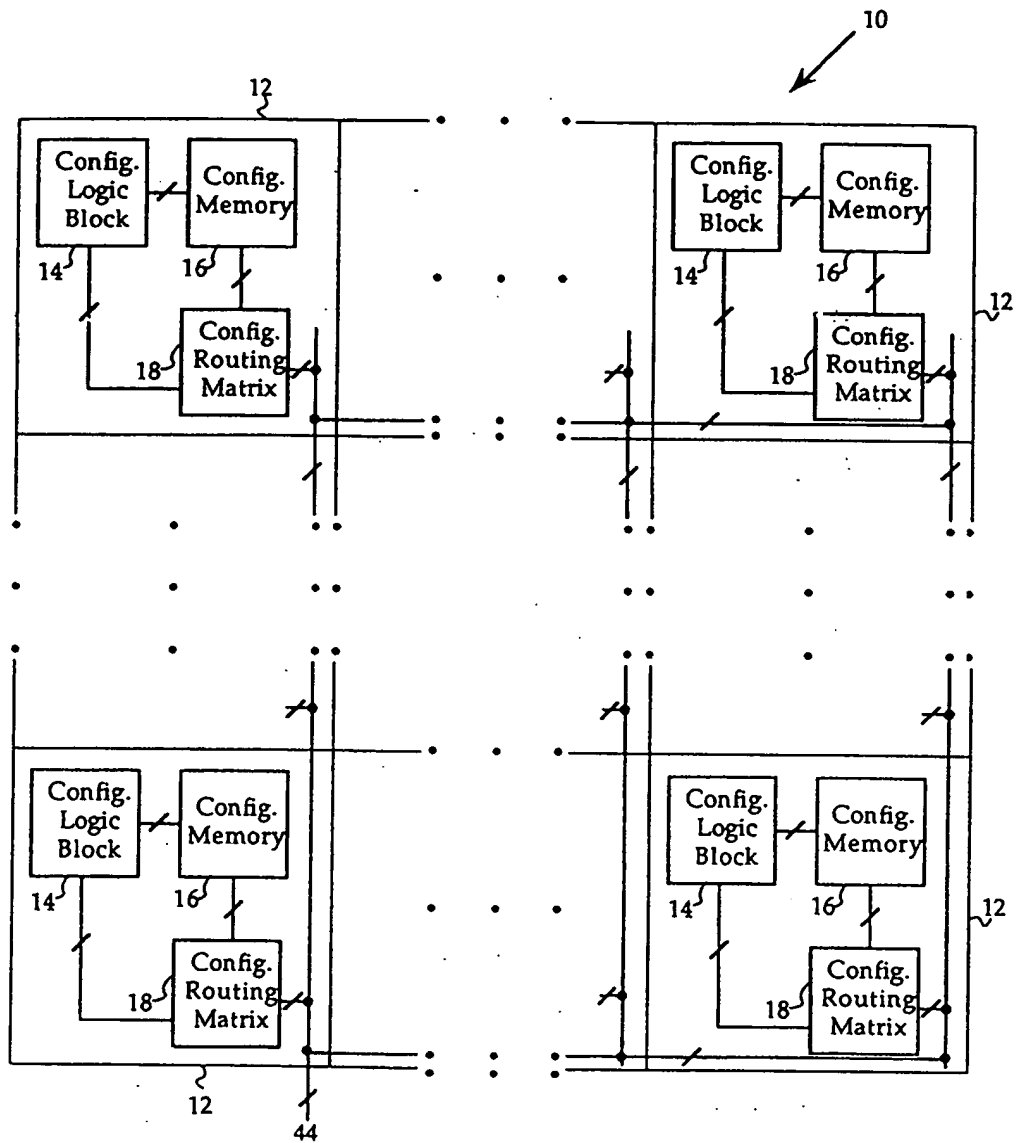 10
12
Config.
Logic
Block
Config.
Memory
14
16
18
Config.
Routing
Matrix
Config.
Logic
Block
Config.
Memory
14
16
12
18
Config.
Routing
Matrix
Config.
Logic
Block
Config.
Memory
14
16
18
Config.
Routing
Matrix
12
44
Config.
Logic
Block
Config.
Memory
14
16
12
18
Config.
Routing
Matrix